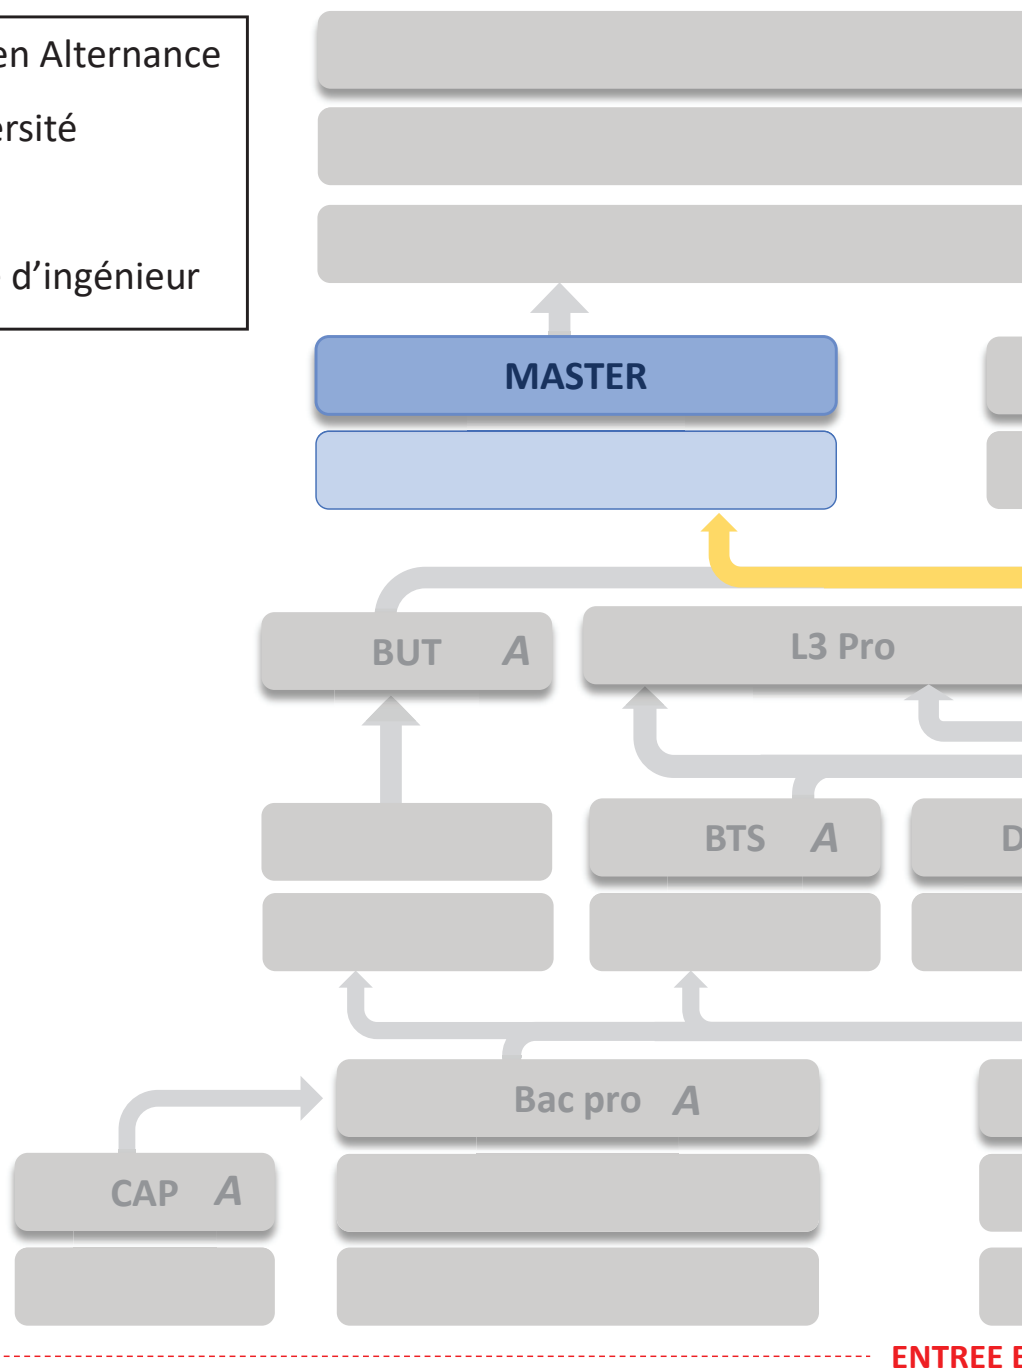 en Alternance
ersité
d’ingénieur
MASTER
BUT A
L3 Pro
BTS A
D
Bac pro A
CAP A
ENTREE E